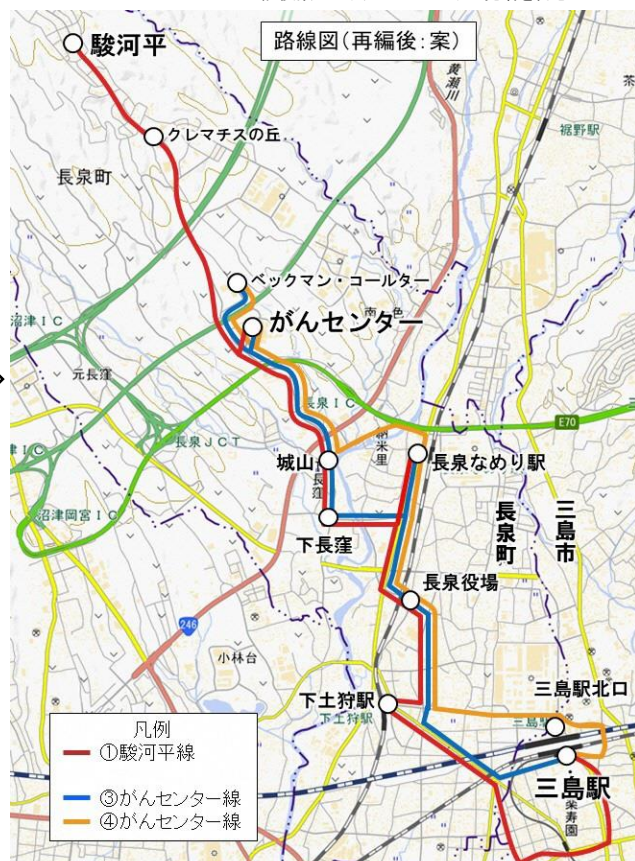 路線図（再編後：案）
駿河平
クレマチスの丘
黄瀬川
裾野駅
長泉町
ベックマン・コールター
がんセンター
南一色
沼津ＩＣ
元長窪
長泉ＩＣ
E70
長泉ＪＣＴ
納米里
城山
長泉なめり駅
下長窪
沼津岡宮ＩＣ
長泉町
三島市
長泉役場
246
小林台
下土狩駅
下土狩駅
三島駅北口
三島駅
栄寿園
凡例
①駿河平線
③がんセンター線
④がんセンター線